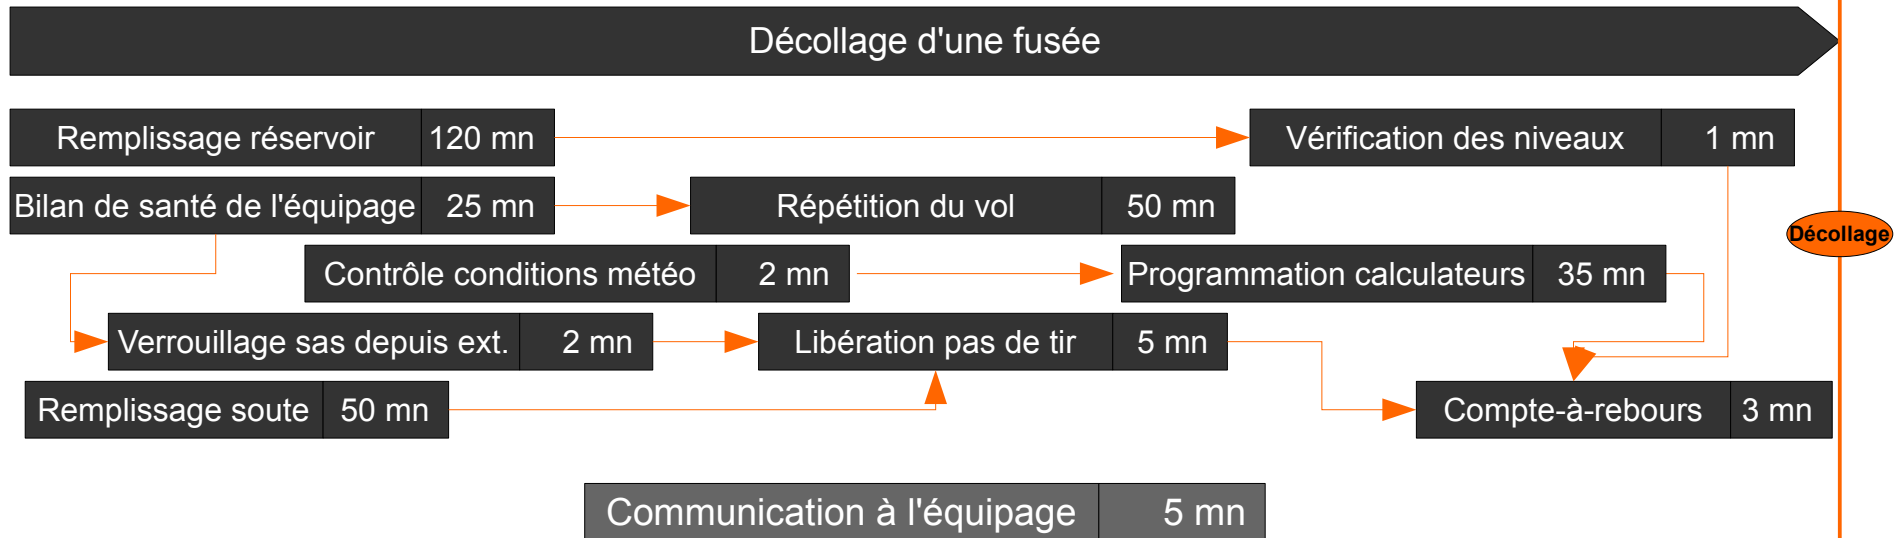 Décollage d'une fusée
Remplissage réservoir 120 mn
Vérification des niveaux 1 mn
Bilan de santé de l'équipage 25 mn
Répétition du vol 50 mn
Décollage
Contrôle conditions météo 2 mn
Programmation calculateurs 35 mn
Verrouillage sas depuis ext. 2 mn
Libération pas de tir 5 mn
Remplissage soute 50 mn
Compte-à-rebours 3 mn
Communication à l'équipage 5 mn